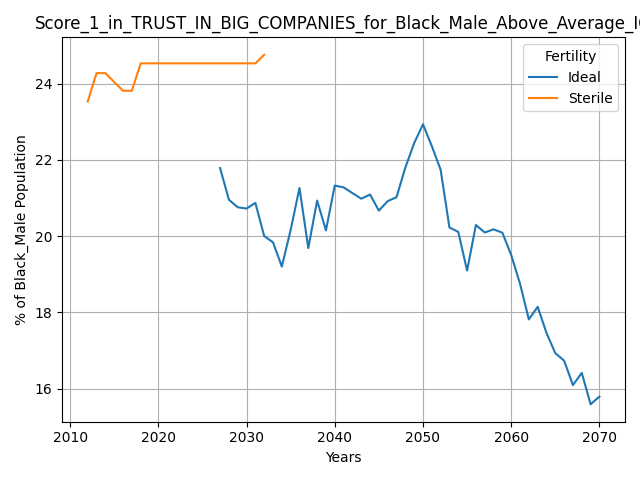 Score_1_in_TRUST_IN_BIG_COMPANIES_for_Black_Male_Above_Average_I
Fertility
Ideal
Sterile
% of Black_Male Population
24
22
20
18
16
2010 2020 2030 2040 2050 2060 2070
Years